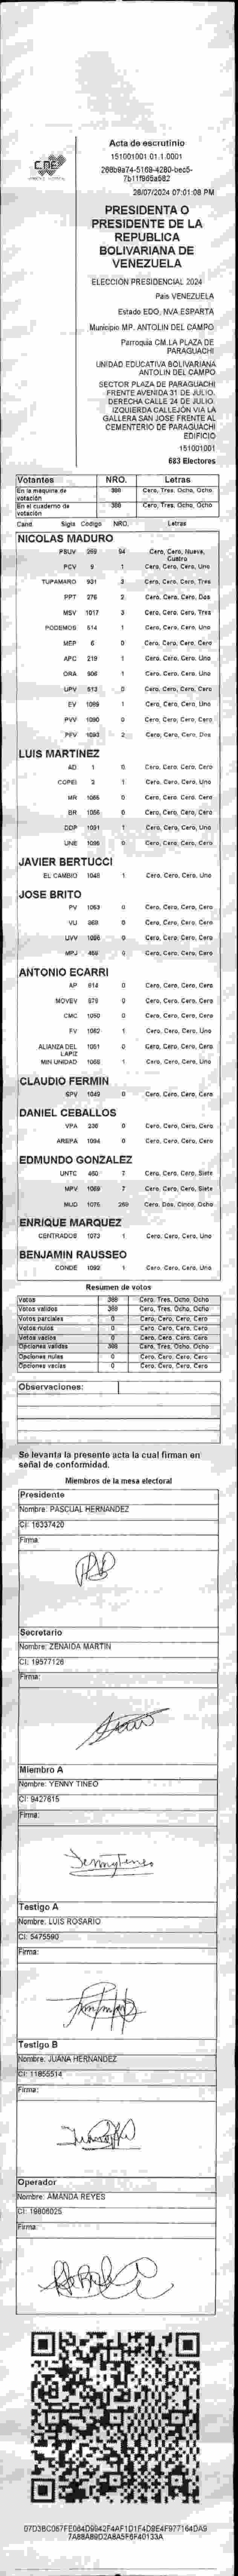 CNE
Acta de escrutinio
151001001.01.1.0001
26/07/2024 07:01:08 PM
PRESIDENTA O
PRESIDENTE DE LA
REPUBLICA
BOLIVARIANA DE
VENEZUELA
ELECCIÓN PRESIDENCIAL 2024
País VENEZUELA
Estado EDO. NVA.ESPARTA
Municipio MP. ANTOLIN DEL CAMPO
Parroquia CM.LA PLAZA DE
PARAGUACHI
UNIDAD EDUCATIVA BOLIVARIANA
ANTOLIN DEL CAMPO
SECTOR PLAZA DE PARAGUACHI
FRENTE AVENIDA 31 DE JULIO.
DERECHA CALLE 24 DE JULIO.
IZQUIERDA CALLEJÓN VIA LA
GALLERA SAN JOSE FRENTE AL
CEMENTERIO DE PARAGUACHI
EDIFICIO
151001001
683 Electores
Votantes NRO. Letras
En la máquina de votación 388 Cero, Tres, Ocho, Ocho
En el cuaderno de votación 388 Cero, Tres, Ocho, Ocho
Cand. Sigla Código NRO. Letras
NICOLAS MADURO
PSUV 269 94 Cero, Cero, Nueve, Cuatro
PCV 9 1 Cero, Cero, Cero, Uno
TUPAMARO 931 3 Cero, Cero, Cero, Tres
PPT 276 2 Cero, Cero, Cero, Dos
MSV 1017 3 Cero, Cero, Cero, Tres
PODEMOS 514 1 Cero, Cero, Cero, Uno
MEP 6 0 Cero, Cero, Cero, Cero
APC 219 1 Cero, Cero, Cero, Uno
ORA 906 1 Cero, Cero, Cero, Uno
UPV 513 0 Cero, Cero, Cero, Cero
EV 1089 1 Cero, Cero, Cero, Uno
PVV 1090 0 Cero, Cero, Cero, Cero
PFV 1093 2 Cero, Cero, Cero, Dos
LUIS MARTINEZ
AD 1 0 Cero, Cero, Cero, Cero
COPEI 3 1 Cero, Cero, Cero, Uno
MR 1066 0 Cero, Cero, Cero, Cero
BR 1056 0 Cero, Cero, Cero, Cero
DDP 1091 1 Cero, Cero, Cero, Uno
UNE 1096 0 Cero, Cero, Cero, Cero
JAVIER BERTUCCI
EL CAMBIO 1048 1 Cero, Cero, Cero, Uno
JOSE BRITO
PV 1063 0 Cero, Cero, Cero, Cero
VU 868 0 Cero, Cero, Cero, Cero
UVV 1086 0 Cero, Cero, Cero, Cero
MPJ 468 0 Cero, Cero, Cero, Cero
ANTONIO ECARRI
AP 914 0 Cero, Cero, Cero, Cero
MOVEV 979 0 Cero, Cero, Cero, Cero
CMC 1050 0 Cero, Cero, Cero, Cero
FV 1082 1 Cero, Cero, Cero, Uno
ALIANZA DEL LAPIZ 1051 0 Cero, Cero, Cero, Cero
MIN UNIDAD 1065 1 Cero, Cero, Cero, Uno
CLAUDIO FERMIN
SPV 1049 0 Cero, Cero, Cero, Cero
DANIEL CEBALLOS
VPA 230 0 Cero, Cero, Cero, Cero
AREPA 1094 0 Cero, Cero, Cero, Cero
EDMUNDO GONZALEZ
UNTC 460 7 Cero, Cero, Cero, Siete
MPV 1069 7 Cero, Cero, Cero, Siete
MUD 1075 258 Cero, Dos, Cinco, Ocho
ENRIQUE MARQUEZ
CENTRADOS 1073 1 Cero, Cero, Cero, Uno
BENJAMIN RAUSSEO
CONDE 1092 1 Cero, Cero, Cero, Uno
Resumen de votos
Votos 388 Cero, Tres, Ocho, Ocho
Votos válidos 388 Cero, Tres, Ocho, Ocho
Votos parciales 0 Cero, Cero, Cero, Cero
Votos nulos 0 Cero, Cero, Cero, Cero
Votos vacíos 0 Cero, Cero, Cero, Cero
Opciones válidas 388 Cero, Tres, Ocho, Ocho
Opciones nulas 0 Cero, Cero, Cero, Cero
Opciones vacías 0 Cero, Cero, Cero, Cero
Observaciones:
Se levanta la presente acta la cual firman en
señal de conformidad.
Miembros de la mesa electoral
Presidente
Nombre: PASCUAL HERNANDEZ
CI: 16337420
Firma:
Secretario
Nombre: ZENAIDA MARTIN
CI: 19577126
Firma:
Miembro A
Nombre: YENNY TINEO
CI: 9427615
Firma:
Testigo A
Nombre: LUIS ROSARIO
CI: 5475590
Firma:
Testigo B
Nombre: JUANA HERNANDEZ
CI: 11855514
Firma:
Operador
Nombre: AMANDA REYES
CI: 19806025
Firma: